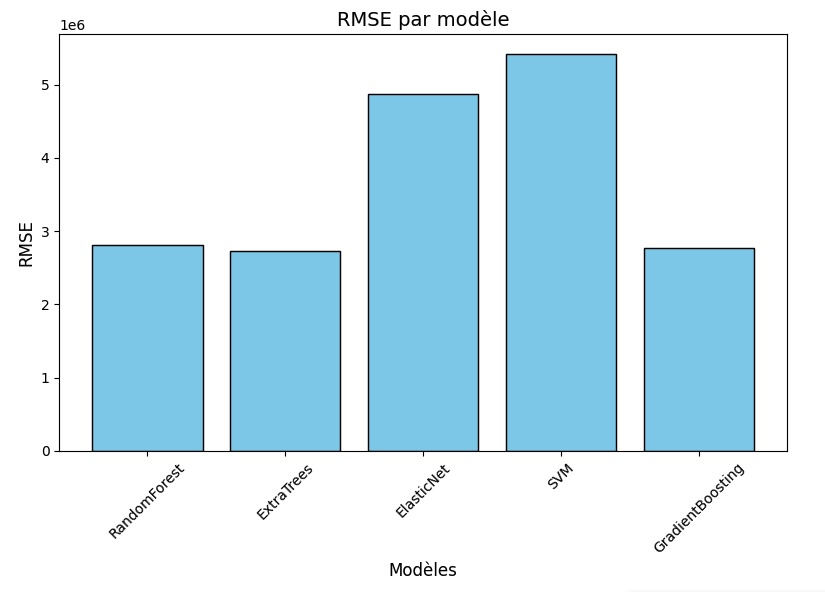 RMSE par modèle
1e6
5
4
3
2
1
0
RMSE
RandomForest
ExtraTrees
ElasticNet
SVM
GradientBoosting
Modèles